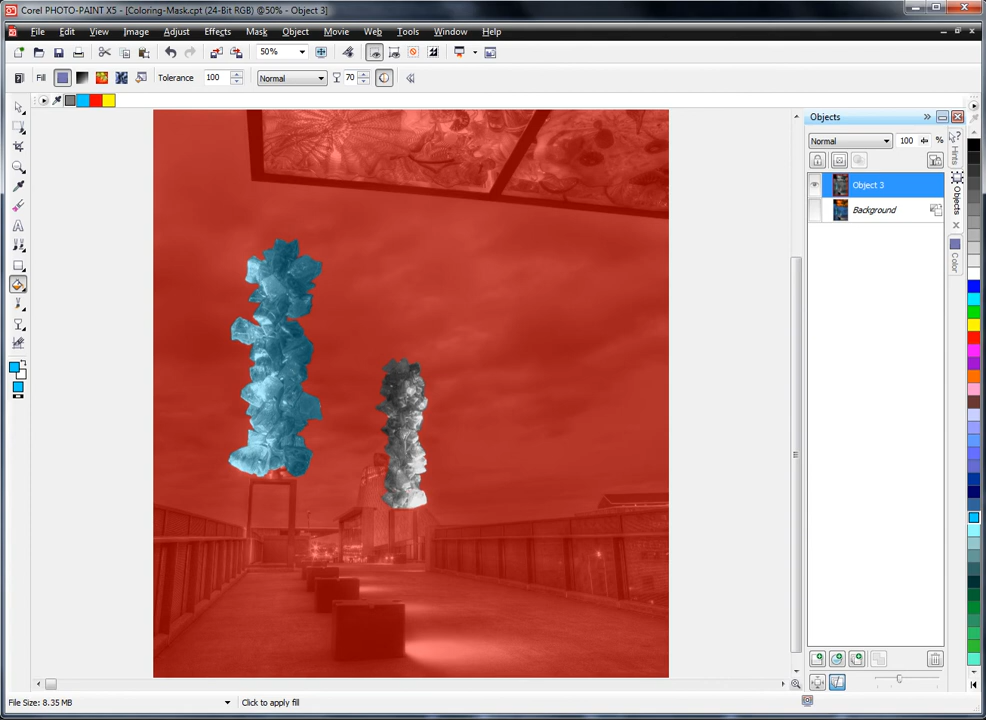 Corel PHOTO-PAINT X5 - [Coloring-Mask.cpt (24-Bit RGB) @50% - Object 3]
File Edit View Image Adjust Effects Mask Object Movie Web Tools Window Help
50%
Fill Tolerance 100 Normal 70
Objects
Normal 100 %
Object 3
Background
Hints
Objects
Color
File Size: 8.35 MB Click to apply fill